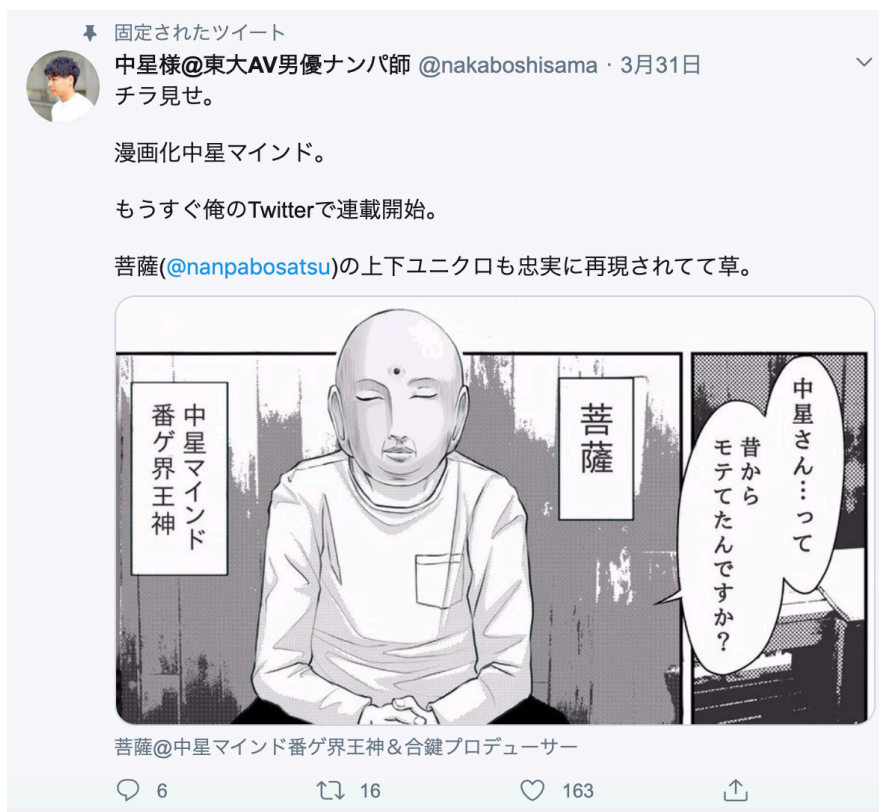 固定されたツイート
中星様@東大AV男優ナンパ師 @nakaboshisama · 3月31日
チラ見せ。
漫画化中星マインド。
もうすぐ俺のTwitterで連載開始。
菩薩(@nanpabosatsu)の上下ユニクロも忠実に再現されてて草。
中星さん…って
昔から
モテてたんですか?
菩薩
中星マインド
番ゲ界王神
菩薩@中星マインド番ゲ界王神&合鍵プロデューサー
6
16
163